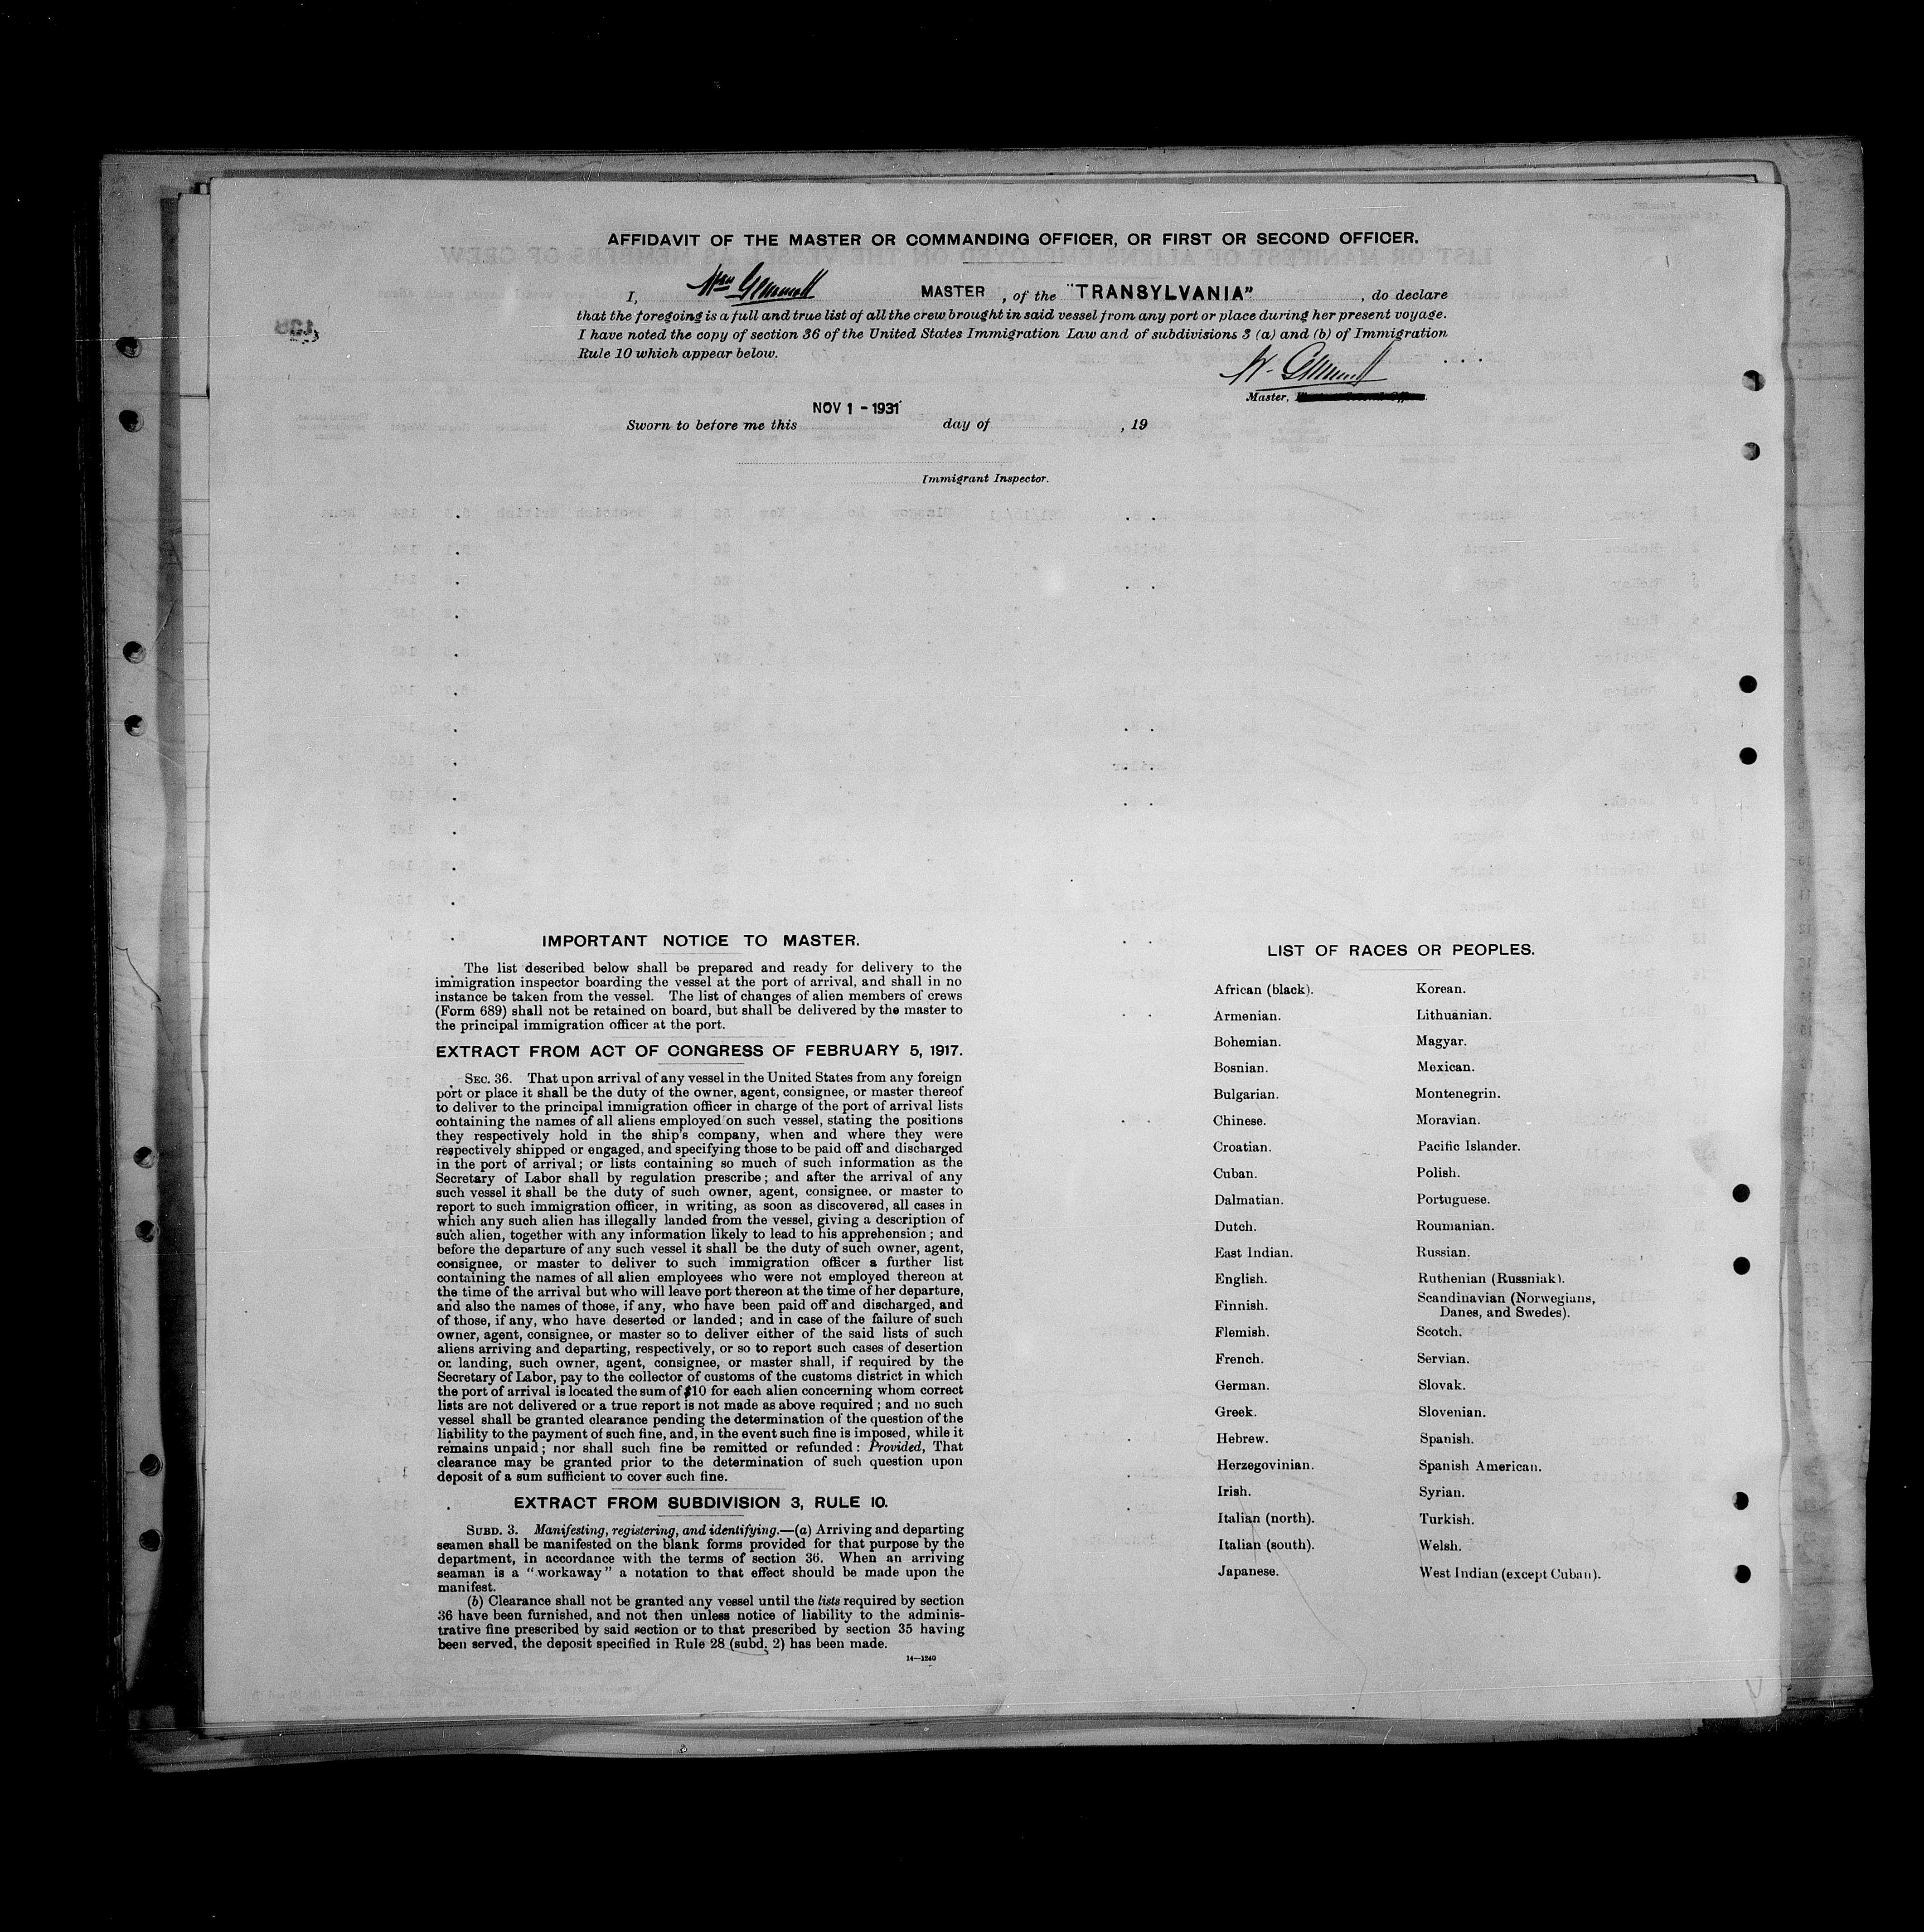 AFFIDAVIT OF THE MASTER OR COMMANDING OFFICER, OR FIRST OR SECOND OFFICER.
I, Wm Gemmell MASTER, of the "TRANSYLVANIA", do declare
that the foregoing is a full and true list of all the crew brought in said vessel from any port or place during her present voyage.
I have noted the copy of section 36 of the United States Immigration Law and of subdivisions 3 (a) and (b) of Immigration
Rule 10 which appear below.
W. Gemmell
Master,
NOV 1 - 1931
Sworn to before me this day of , 19
Immigrant Inspector.
IMPORTANT NOTICE TO MASTER.
The list described below shall be prepared and ready for delivery to the
immigration inspector boarding the vessel at the port of arrival, and shall in no
instance be taken from the vessel. The list of changes of alien members of crews
(Form 689) shall not be retained on board, but shall be delivered by the master to
the principal immigration officer at the port.
EXTRACT FROM ACT OF CONGRESS OF FEBRUARY 5, 1917.
SEC. 36. That upon arrival of any vessel in the United States from any foreign
port or place it shall be the duty of the owner, agent, consignee, or master thereof
to deliver to the principal immigration officer in charge of the port of arrival lists
containing the names of all aliens employed on such vessel, stating the positions
they respectively hold in the ship's company, when and where they were
respectively shipped or engaged, and specifying those to be paid off and discharged
in the port of arrival; or lists containing so much of such information as the
Secretary of Labor shall by regulation prescribe; and after the arrival of any
such vessel it shall be the duty of such owner, agent, consignee, or master to
report to such immigration officer, in writing, as soon as discovered, all cases in
which any such alien has illegally landed from the vessel, giving a description of
such alien, together with any information likely to lead to his apprehension; and
before the departure of any such vessel it shall be the duty of such owner, agent,
consignee, or master to deliver to such immigration officer a further list
containing the names of all alien employees who were not employed thereon at
the time of the arrival but who will leave port thereon at the time of her departure,
and also the names of those, if any, who have been paid off and discharged, and
of those, if any, who have deserted or landed; and in case of the failure of such
owner, agent, consignee, or master so to deliver either of the said lists of such
aliens arriving and departing, respectively, or so to report such cases of desertion
or landing, such owner, agent, consignee, or master shall, if required by the
Secretary of Labor, pay to the collector of customs of the customs district in which
the port of arrival is located the sum of $10 for each alien concerning whom correct
lists are not delivered or a true report is not made as above required; and no such
vessel shall be granted clearance pending the determination of the question of the
liability to the payment of such fine, and, in the event such fine is imposed, while it
remains unpaid; nor shall such fine be remitted or refunded: Provided, That
clearance may be granted prior to the determination of such question upon
deposit of a sum sufficient to cover such fine.
EXTRACT FROM SUBDIVISION 3, RULE 10.
SUBD. 3. Manifesting, registering, and identifying.—(a) Arriving and departing
seamen shall be manifested on the blank forms provided for that purpose by the
department, in accordance with the terms of section 36. When an arriving
seaman is a "workaway" a notation to that effect should be made upon the
manifest.
(b) Clearance shall not be granted any vessel until the lists required by section
36 have been furnished, and not then unless notice of liability to the adminis-
trative fine prescribed by said section or to that prescribed by section 35 having
been served, the deposit specified in Rule 28 (subd. 2) has been made.
14—1240
LIST OF RACES OR PEOPLES.
African (black).
Armenian.
Bohemian.
Bosnian.
Bulgarian.
Chinese.
Croatian.
Cuban.
Dalmatian.
Dutch.
East Indian.
English.
Finnish.
Flemish.
French.
German.
Greek.
Hebrew.
Herzegovinian.
Irish.
Italian (north).
Italian (south).
Japanese.
Korean.
Lithuanian.
Magyar.
Mexican.
Montenegrin.
Moravian.
Pacific Islander.
Polish.
Portuguese.
Roumanian.
Russian.
Ruthenian (Russniak).
Scandinavian (Norwegians,
Danes, and Swedes).
Scotch.
Servian.
Slovak.
Slovenian.
Spanish.
Spanish American.
Syrian.
Turkish.
Welsh.
West Indian (except Cuban).